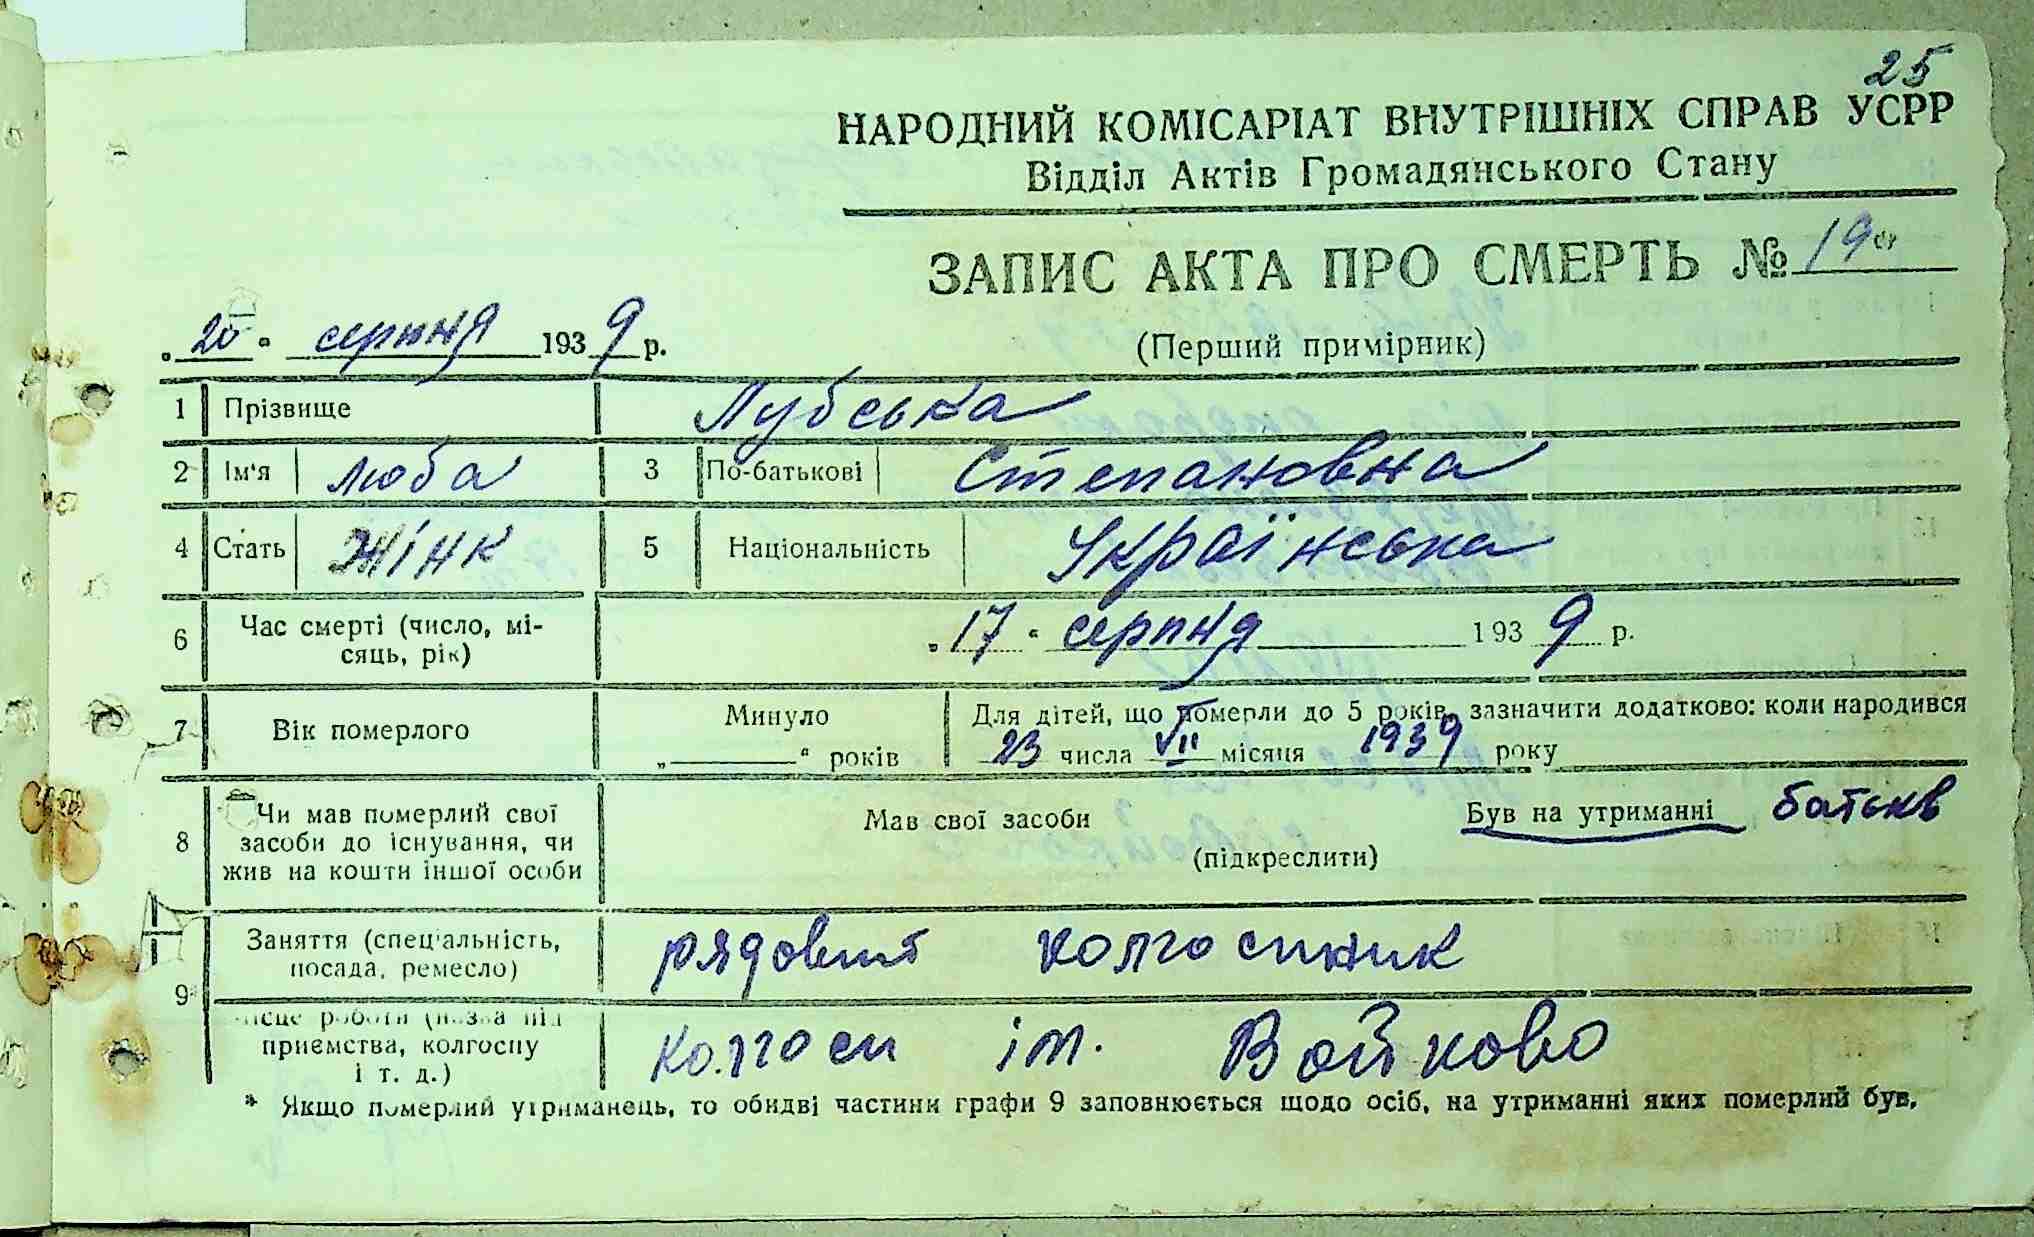 25
НАРОДНИЙ КОМІСАРІАТ ВНУТРІШНІХ СПРАВ УСРР
Відділ Актів Громадянського Стану
ЗАПИС АКТА ПРО СМЕРТЬ № 19
„20“ серпня 1939 р.
(Перший примірник)
1 Прізвище Лубська
2 Ім'я Люба 3 По-батькові Степановна
4 Стать жінк 5 Національність Українська
6 Час смерті (число, мі-
сяць, рік) „17“ серпня 1939 р.
7 Вік померлого Минуло „ “ років Для дітей, що померли до 5 років, зазначити додатково: коли народився
23 числа VII місяця 1939 року
8 Чи мав померлий свої
засоби до існування, чи
жив на кошти іншої особи
Мав свої засоби Був на утриманні батьків
(підкреслити)
9* Заняття (спеціальність,
посада, ремесло) рядовий колгоспник
Місце роботи (назва під
приємства, колгоспу
і т. д.) колгосп ім. Войково
* Якщо померлий утриманець, то обидві частини графи 9 заповнюється щодо осіб, на утриманні яких померлий був.